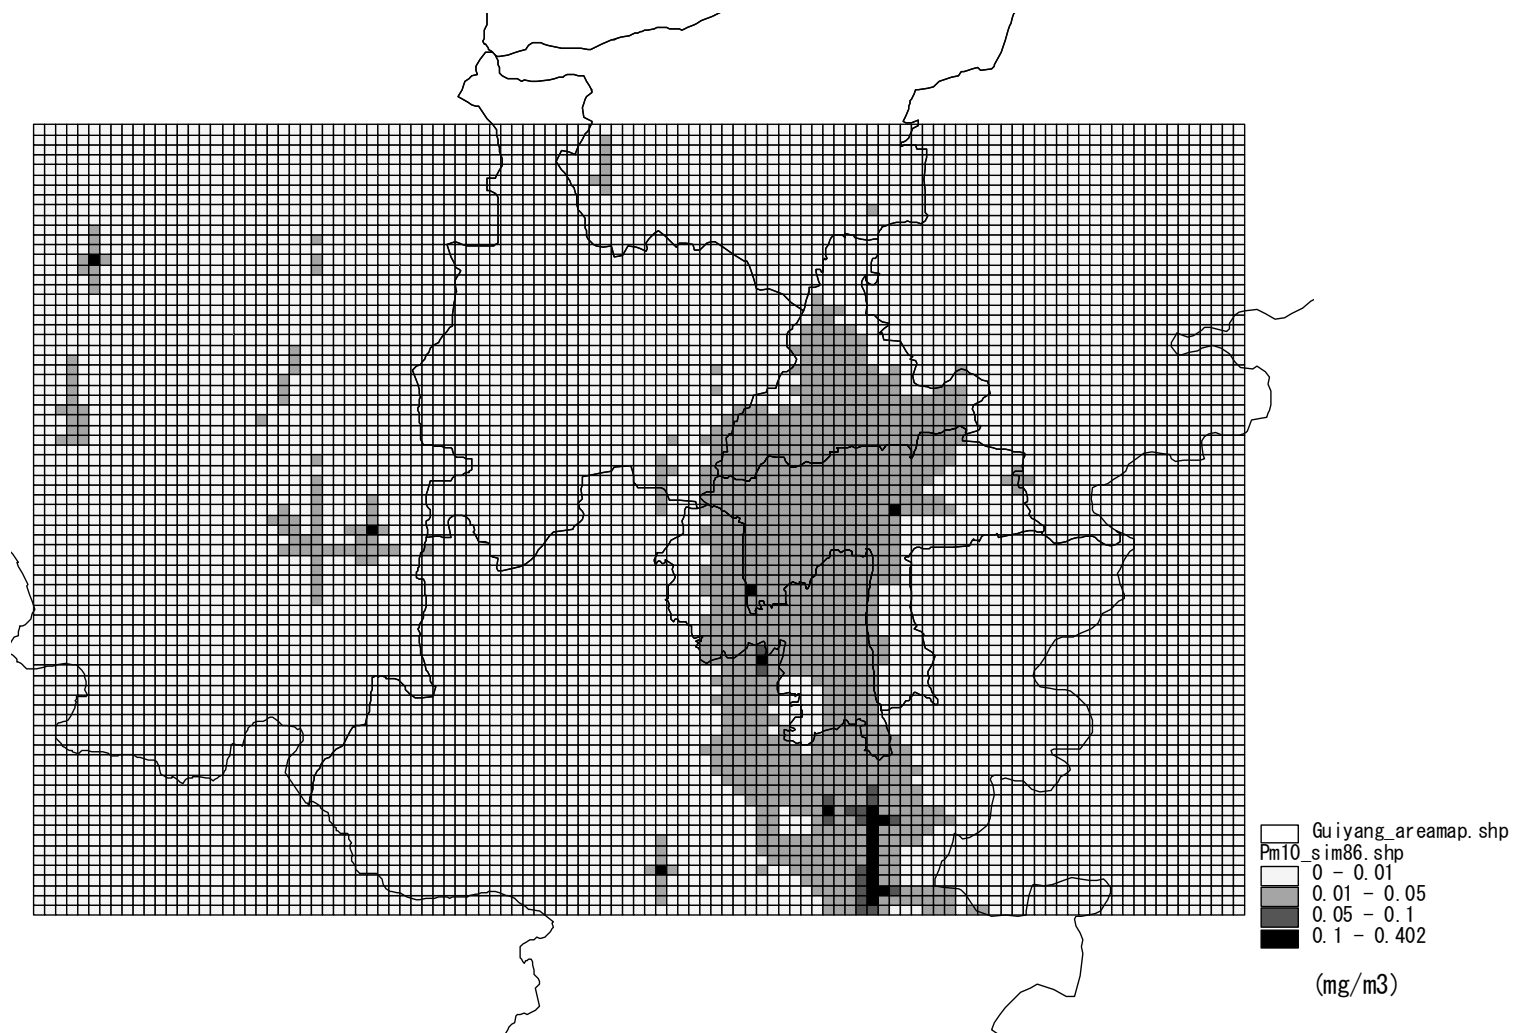 Guiyang_areamap.shp
Pm10_sim86.shp
0 - 0.01
0.01 - 0.05
0.05 - 0.1
0.1 - 0.402
(mg/m3)